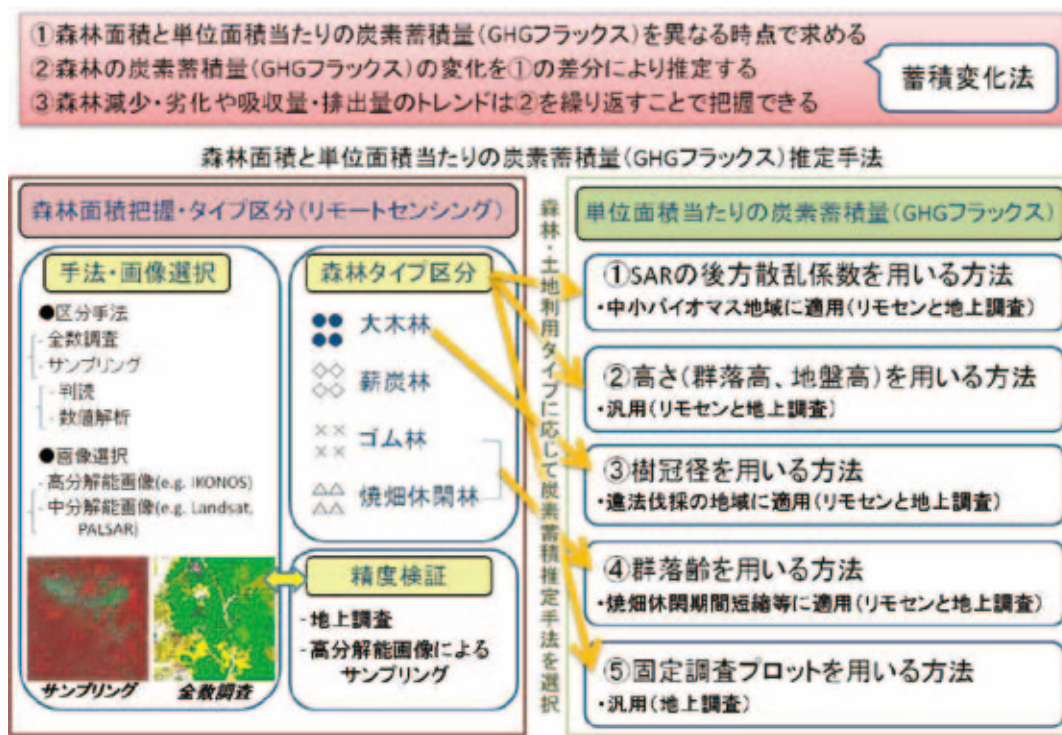 ①森林面積と単位面積当たりの炭素蓄積量(GHGフラックス)を異なる時点で求める
②森林の炭素蓄積量(GHGフラックス)の変化を①の差分により推定する
③森林減少・劣化や吸収量・排出量のトレンドは②を繰り返すことで把握できる
蓄積変化法
森林面積と単位面積当たりの炭素蓄積量(GHGフラックス)推定手法
森林面積把握・タイプ区分(リモートセンシング)
手法・画像選択
●区分手法
- 全数調査
- サンプリング
- 判読
- 数値解析
●画像選択
- 高分解能画像(e.g. IKONOS)
- 中分解能画像(e.g. Landsat,
PALSAR)
サンプリング
全数調査
森林タイプ区分
大木林
薪炭林
ゴム林
焼畑休閑林
精度検証
- 地上調査
- 高分解能画像による
サンプリング
森林・土地利用タイプに応じて炭素蓄積推定手法を選択
単位面積当たりの炭素蓄積量(GHGフラックス)
①SARの後方散乱係数を用いる方法
・中小バイオマス地域に適用(リモセンと地上調査)
②高さ(群落高、地盤高)を用いる方法
・汎用(リモセンと地上調査)
③樹冠径を用いる方法
・違法伐採の地域に適用(リモセンと地上調査)
④群落齢を用いる方法
・焼畑休閑期間短縮等に適用(リモセンと地上調査)
⑤固定調査プロットを用いる方法
・汎用(地上調査)